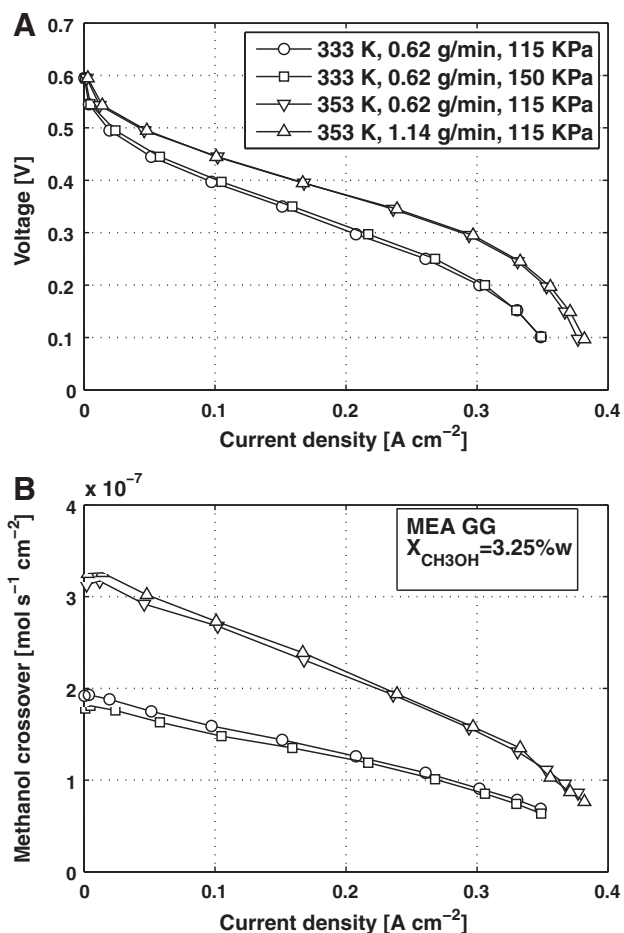 A
0.7
0.6
0.5
0.4
0.3
0.2
0.1
0
Voltage [V]
333 K, 0.62 g/min, 115 KPa
333 K, 0.62 g/min, 150 KPa
353 K, 0.62 g/min, 115 KPa
353 K, 1.14 g/min, 115 KPa
0 0.1 0.2 0.3 0.4
Current density [A cm⁻²]
B
x 10⁻⁷
4
3
2
1
0
Methanol crossover [mol s⁻¹ cm⁻²]
MEA GG
X_CH3OH=3.25%w
0 0.1 0.2 0.3 0.4
Current density [A cm⁻²]